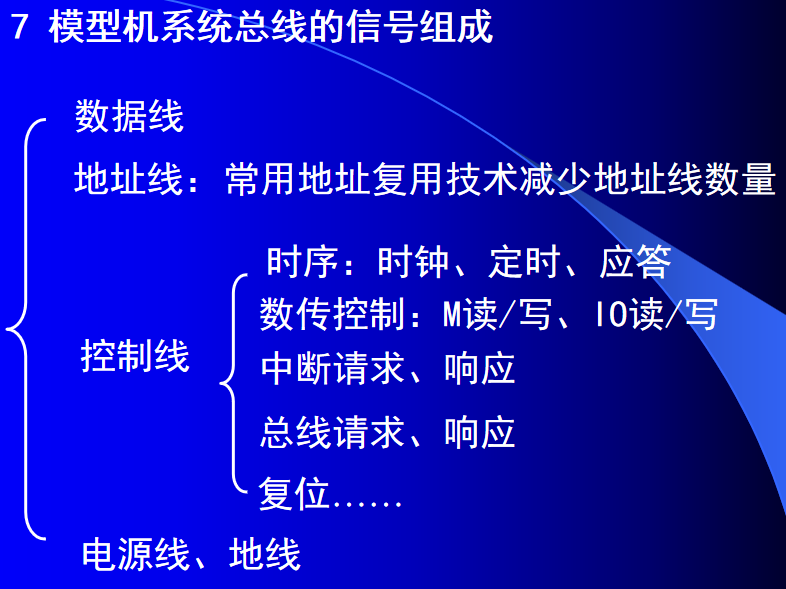 7 模型机系统总线的信号组成
数据线
地址线：常用地址复用技术减少地址线数量
控制线
时序：时钟、定时、应答
数传控制：M读/写、IO读/写
中断请求、响应
总线请求、响应
复位……
电源线、地线